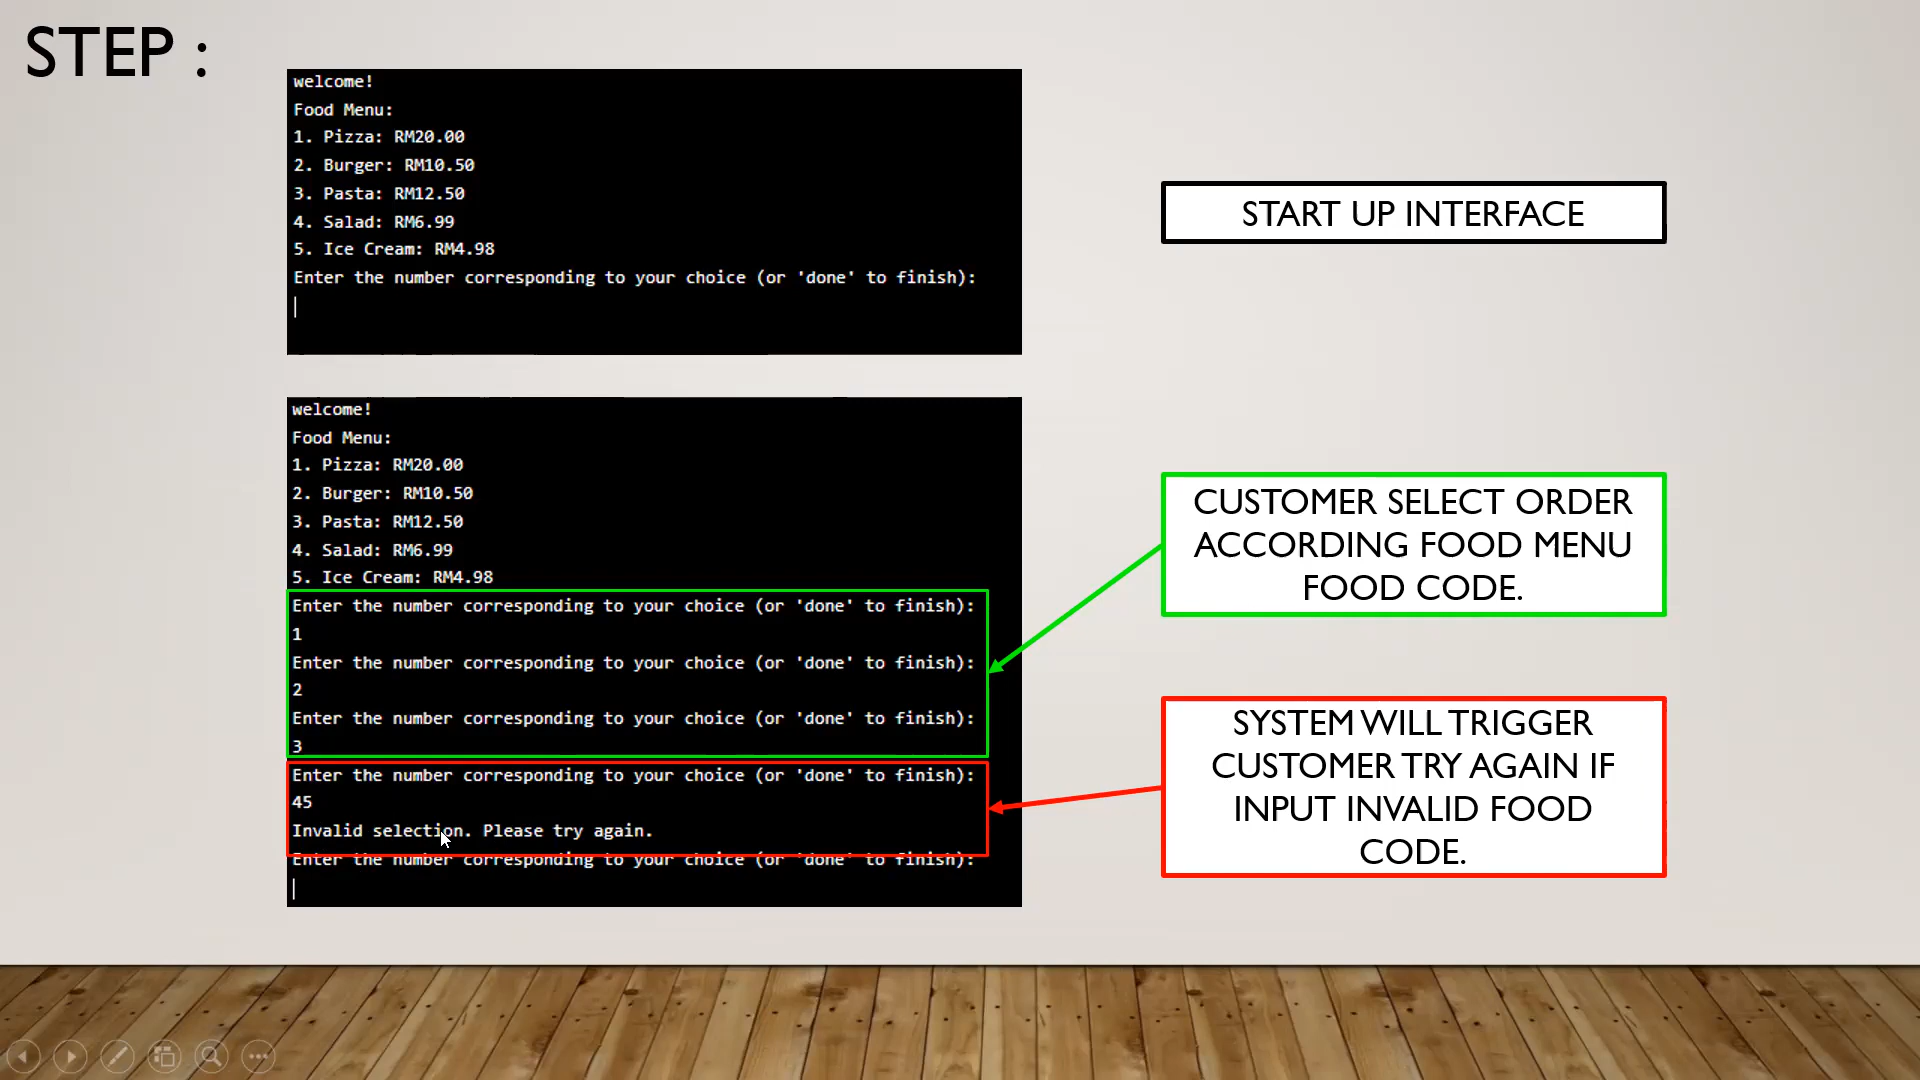 STEP :
welcome!
Food Menu:
1. Pizza: RM20.00
2. Burger: RM10.50
3. Pasta: RM12.50
4. Salad: RM6.99
5. Ice Cream: RM4.98
Enter the number corresponding to your choice (or 'done' to finish):
START UP INTERFACE
welcome!
Food Menu:
1. Pizza: RM20.00
2. Burger: RM10.50
3. Pasta: RM12.50
4. Salad: RM6.99
5. Ice Cream: RM4.98
Enter the number corresponding to your choice (or 'done' to finish):
1
Enter the number corresponding to your choice (or 'done' to finish):
2
Enter the number corresponding to your choice (or 'done' to finish):
3
Enter the number corresponding to your choice (or 'done' to finish):
45
Invalid selection. Please try again.
Enter the number corresponding to your choice (or 'done' to finish):
CUSTOMER SELECT ORDER
ACCORDING FOOD MENU
FOOD CODE.
SYSTEM WILL TRIGGER
CUSTOMER TRY AGAIN IF
INPUT INVALID FOOD
CODE.